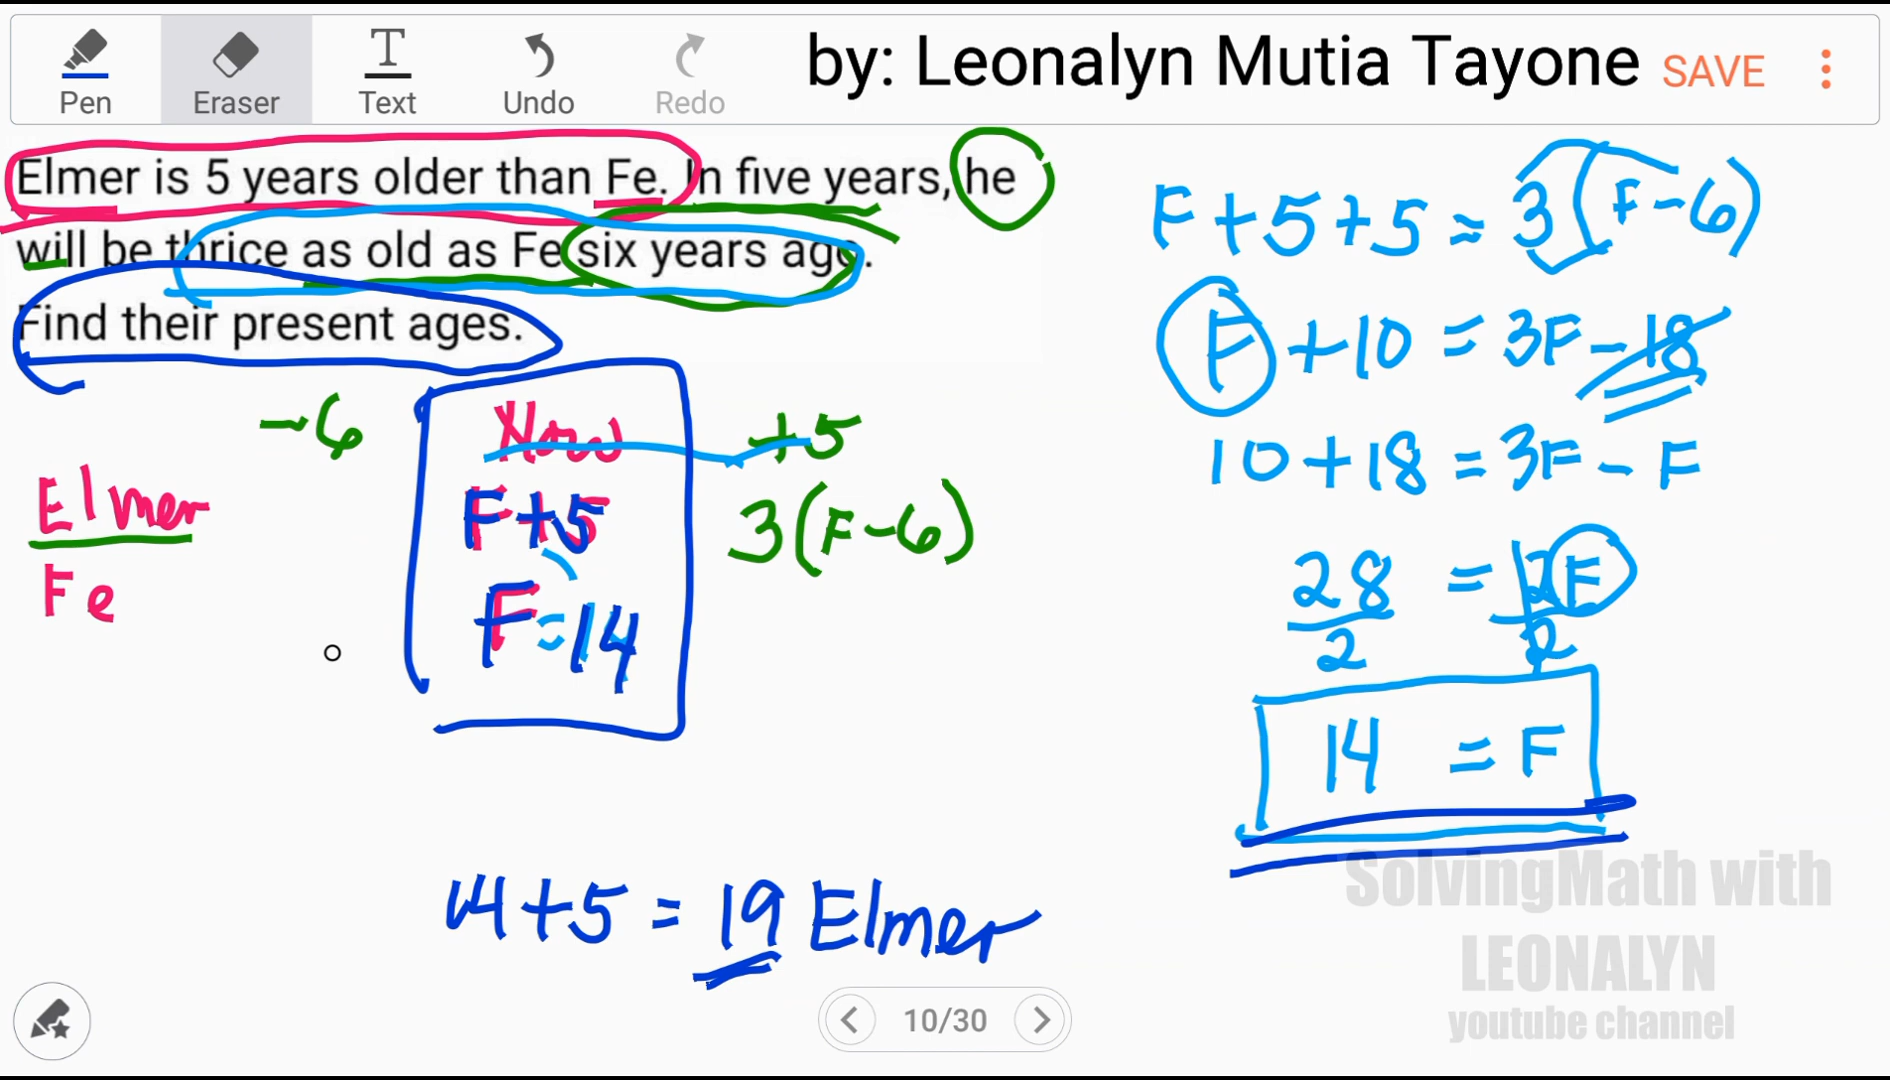 Pen
Eraser
Text
Undo
Redo
by: Leonalyn Mutia Tayone
SAVE
Elmer is 5 years older than Fe. In five years, he
will be thrice as old as Fe six years ago.
Find their present ages.
-6 Now +5
Elmer F+5 3(F-6)
Fe F=14
14+5 = 19 Elmer
F+5+5 = 3(F-6)
F+10 = 3F-18
10+18 = 3F-F
28 = 2F
2 2
14 = F
SolvingMath with
LEONALYN
youtube channel
10/30